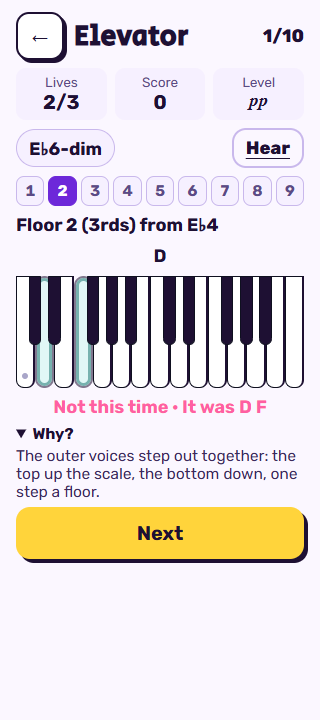 ←
Elevator
1/10
Lives
2/3
Score
0
Level
pp
E♭6-dim
Hear
1 2 3 4 5 6 7 8 9
Floor 2 (3rds) from E♭4
D
Not this time • It was D F
▼ Why?
The outer voices step out together: the
top up the scale, the bottom down, one
step a floor.
Next